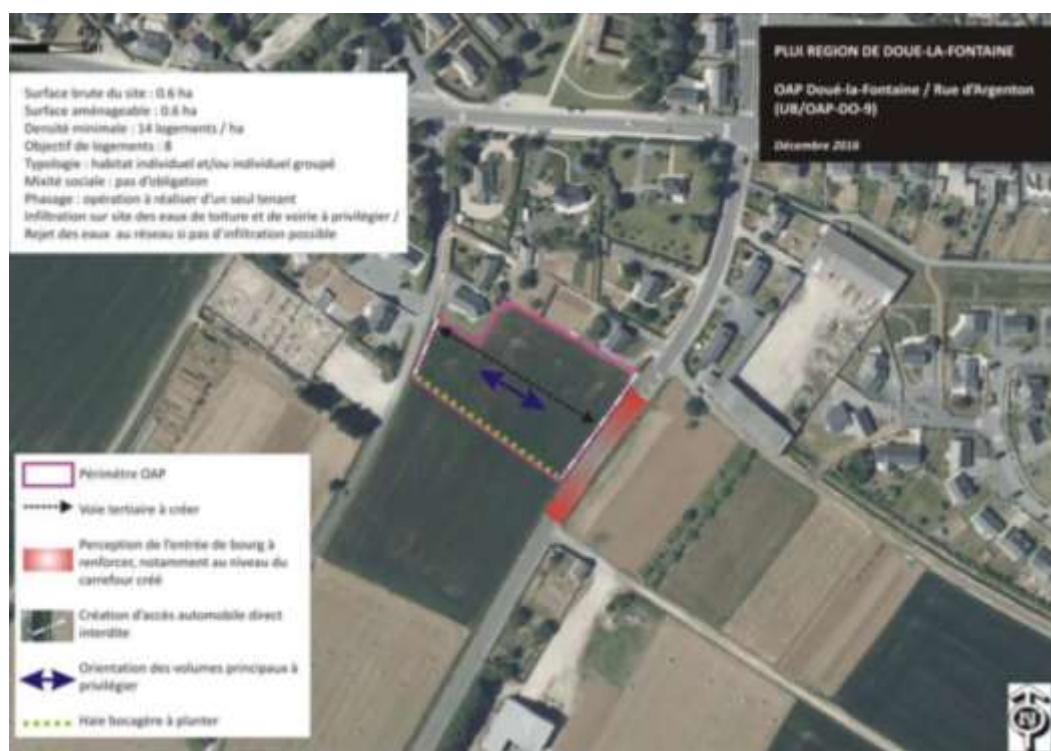 Surface brute du site : 0.6 ha
Surface aménageable : 0.6 ha
Densité minimale : 14 logements / ha
Objectif de logements : 8
Typologie : habitat individuel et/ou individuel groupé
Mixité sociale : pas d'obligation
Phasage : opération à réaliser d'un seul tenant
Infiltration sur site des eaux de toiture et de voirie à privilégier /
Rejet des eaux au réseau si pas d'infiltration possible
PLUI REGION DE DOUE-LA-FONTAINE
OAP Doué-la-Fontaine / Rue d'Argenton
(UB/OAP-DO-9)
Décembre 2016
Périmètre OAP
Voie tertiaire à créer
Perception de l'entrée de bourg à
renforcer, notamment au niveau du
carrefour créé
Création d'accès automobile direct
interdite
Orientation des volumes principaux à
privilégier
Haie bocagère à planter
N